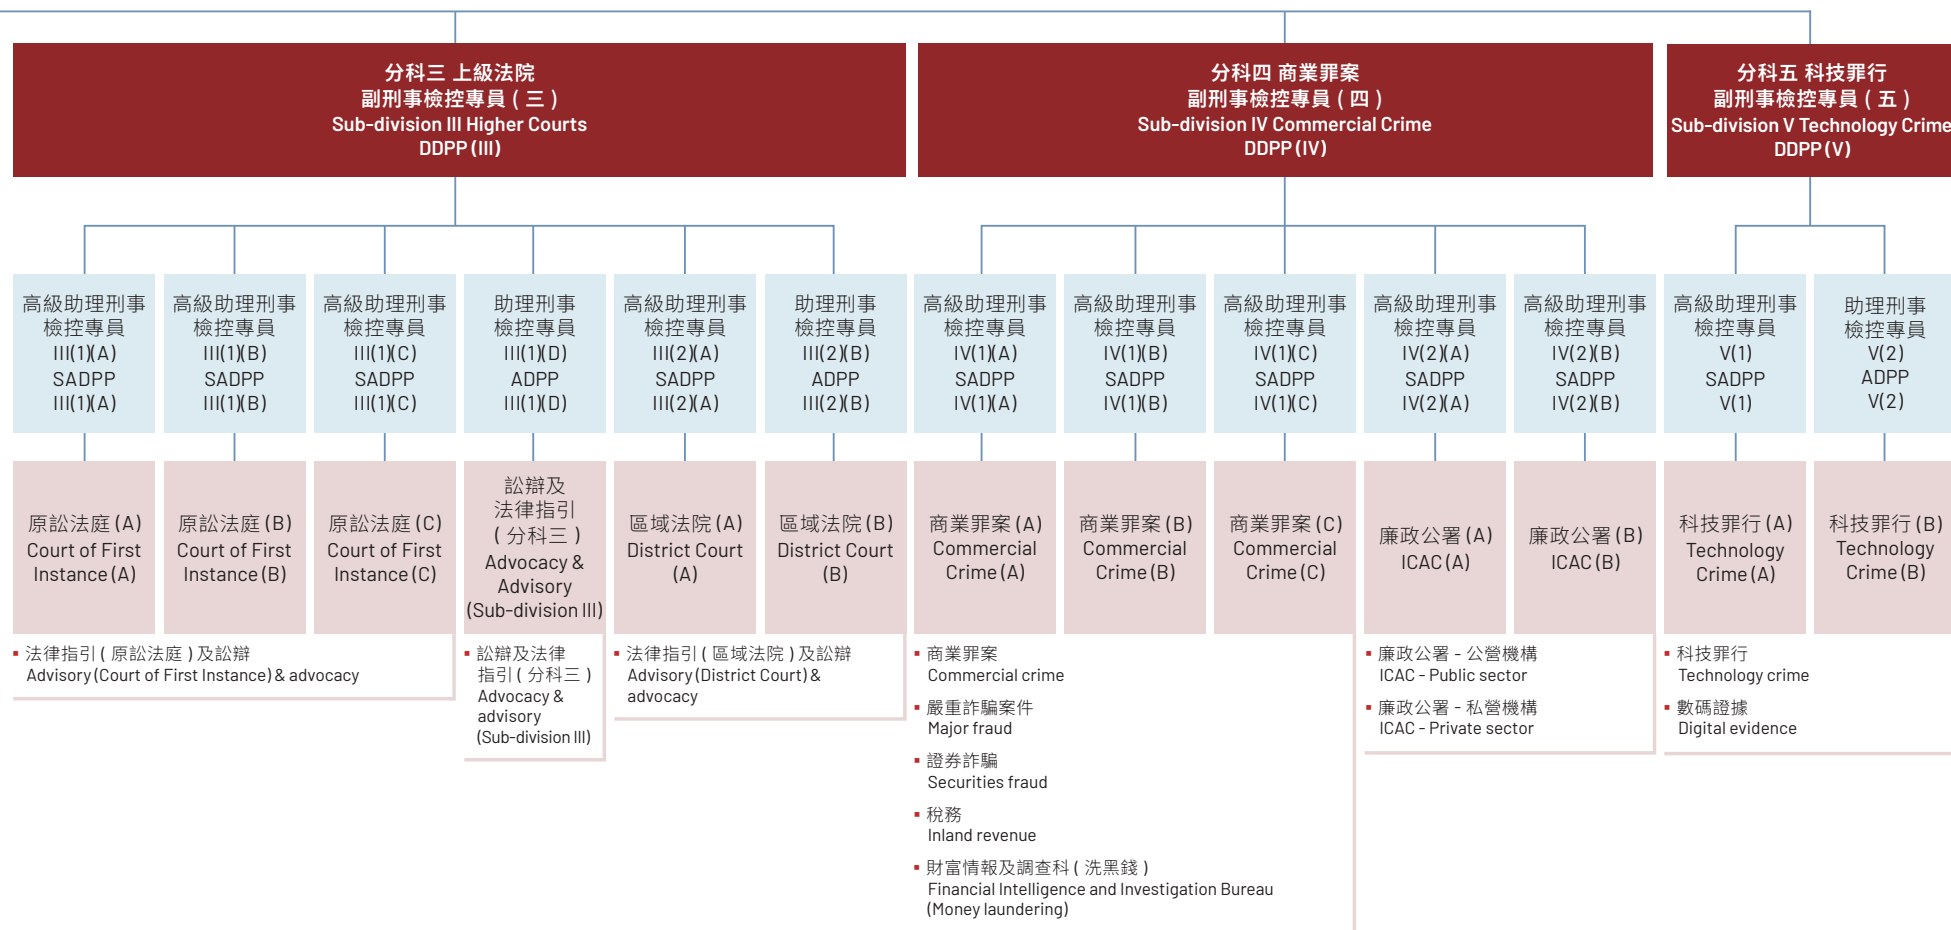 分科三 上級法院
副刑事檢控專員 ( 三 )
Sub-division III Higher Courts
DDPP (III)
分科四 商業罪案
副刑事檢控專員 ( 四 )
Sub-division IV Commercial Crime
DDPP (IV)
分科五 科技罪行
副刑事檢控專員 ( 五 )
Sub-division V Technology Crime
DDPP (V)
高級助理刑事
檢控專員
III(1)(A)
SADPP
III(1)(A)
高級助理刑事
檢控專員
III(1)(B)
SADPP
III(1)(B)
高級助理刑事
檢控專員
III(1)(C)
SADPP
III(1)(C)
助理刑事
檢控專員
III(1)(D)
ADPP
III(1)(D)
高級助理刑事
檢控專員
III(2)(A)
SADPP
III(2)(A)
助理刑事
檢控專員
III(2)(B)
ADPP
III(2)(B)
高級助理刑事
檢控專員
IV(1)(A)
SADPP
IV(1)(A)
高級助理刑事
檢控專員
IV(1)(B)
SADPP
IV(1)(B)
高級助理刑事
檢控專員
IV(1)(C)
SADPP
IV(1)(C)
高級助理刑事
檢控專員
IV(2)(A)
SADPP
IV(2)(A)
高級助理刑事
檢控專員
IV(2)(B)
SADPP
IV(2)(B)
高級助理刑事
檢控專員
V(1)
SADPP
V(1)
助理刑事
檢控專員
V(2)
ADPP
V(2)
原訟法庭 (A)
Court of First
Instance (A)
原訟法庭 (B)
Court of First
Instance (B)
原訟法庭 (C)
Court of First
Instance (C)
訟辯及
法律指引
( 分科三 )
Advocacy &
Advisory
(Sub-division III)
區域法院 (A)
District Court
(A)
區域法院 (B)
District Court
(B)
商業罪案 (A)
Commercial
Crime (A)
商業罪案 (B)
Commercial
Crime (B)
商業罪案 (C)
Commercial
Crime (C)
廉政公署 (A)
ICAC (A)
廉政公署 (B)
ICAC (B)
科技罪行 (A)
Technology
Crime (A)
科技罪行 (B)
Technology
Crime (B)
▪ 法律指引 ( 原訟法庭 ) 及訟辯
Advisory (Court of First Instance) & advocacy
▪ 訟辯及法律
指引 ( 分科三 )
Advocacy &
advisory
(Sub-division III)
▪ 法律指引 ( 區域法院 ) 及訟辯
Advisory (District Court) &
advocacy
▪ 商業罪案
Commercial crime
▪ 嚴重詐騙案件
Major fraud
▪ 證券詐騙
Securities fraud
▪ 稅務
Inland revenue
▪ 財富情報及調查科 ( 洗黑錢 )
Financial Intelligence and Investigation Bureau
(Money laundering)
▪ 廉政公署 - 公營機構
ICAC - Public sector
▪ 廉政公署 - 私營機構
ICAC - Private sector
▪ 科技罪行
Technology crime
▪ 數碼證據
Digital evidence